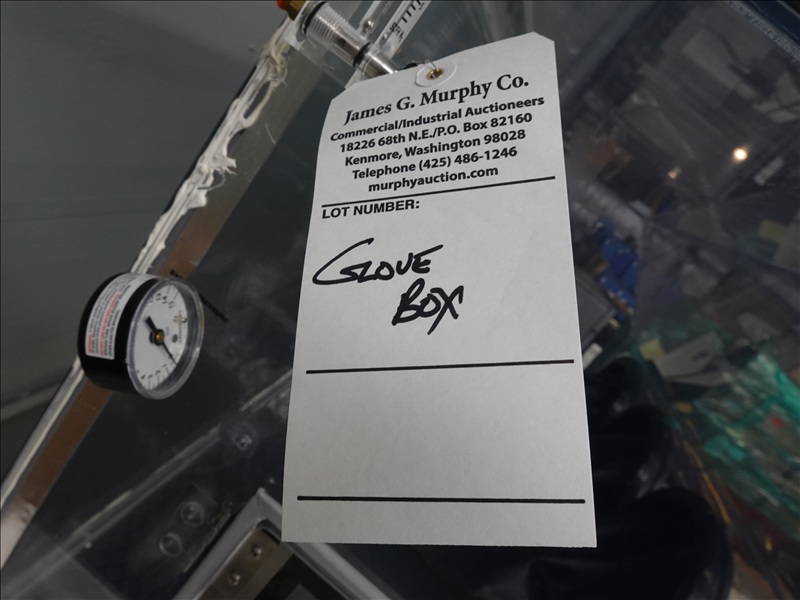 James G. Murphy Co.
Commercial/Industrial Auctioneers
18226 68th N.E./P.O. Box 82160
Kenmore, Washington 98028
Telephone (425) 486-1246
murphyauction.com
LOT NUMBER:
GLOVE
BOX